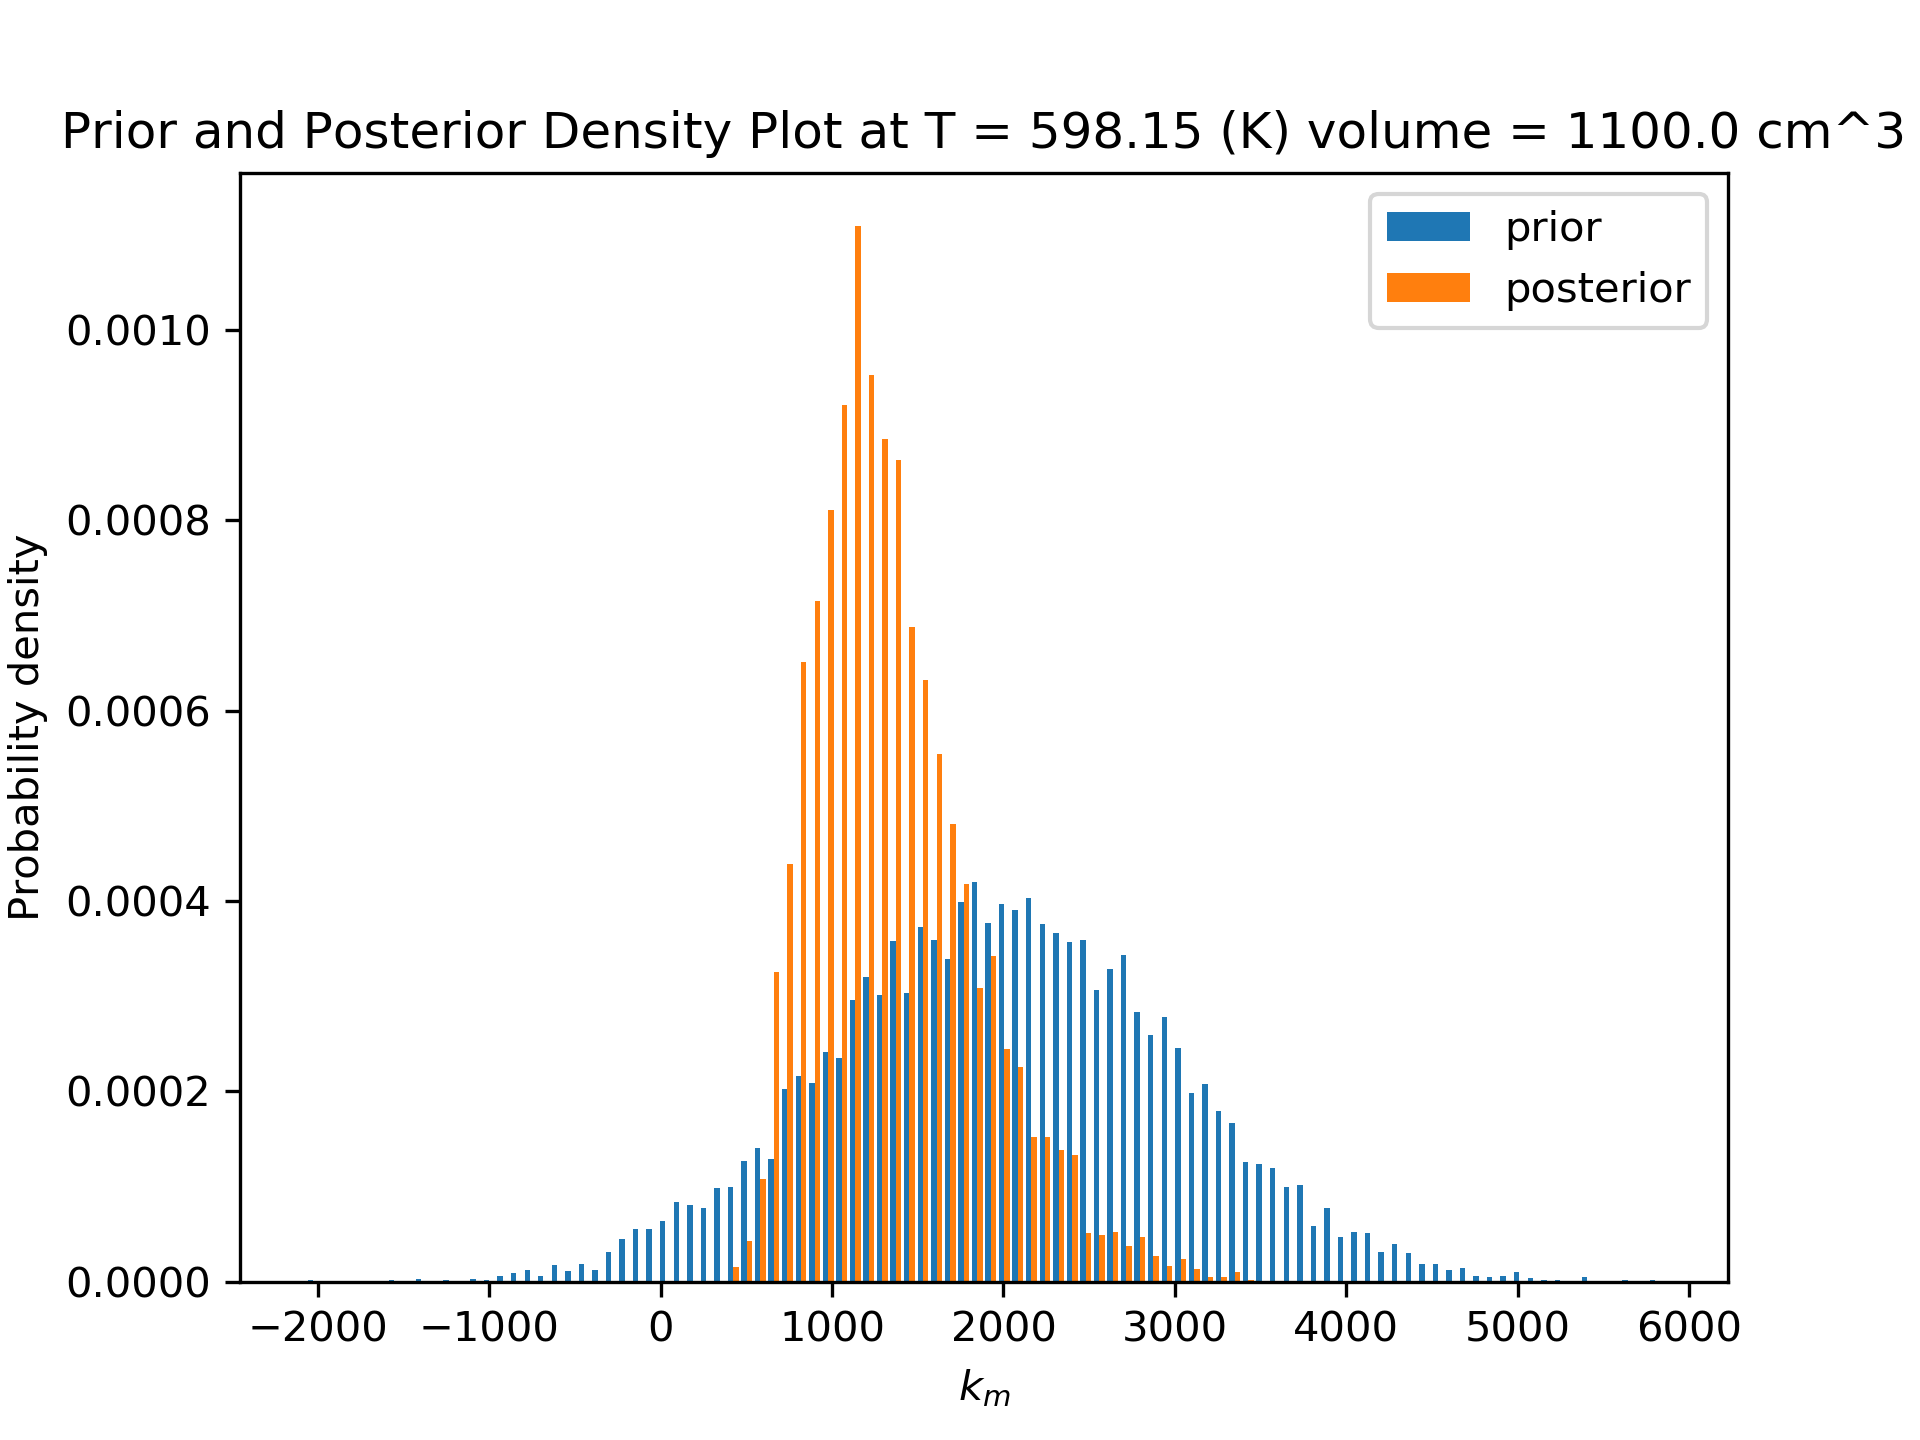 Prior and Posterior Density Plot at T = 598.15 (K) volume = 1100.0 cm^3
prior
posterior
Probability density
0.0010
0.0008
0.0006
0.0004
0.0002
0.0000
−2000 −1000 0 1000 2000 3000 4000 5000 6000
k_m